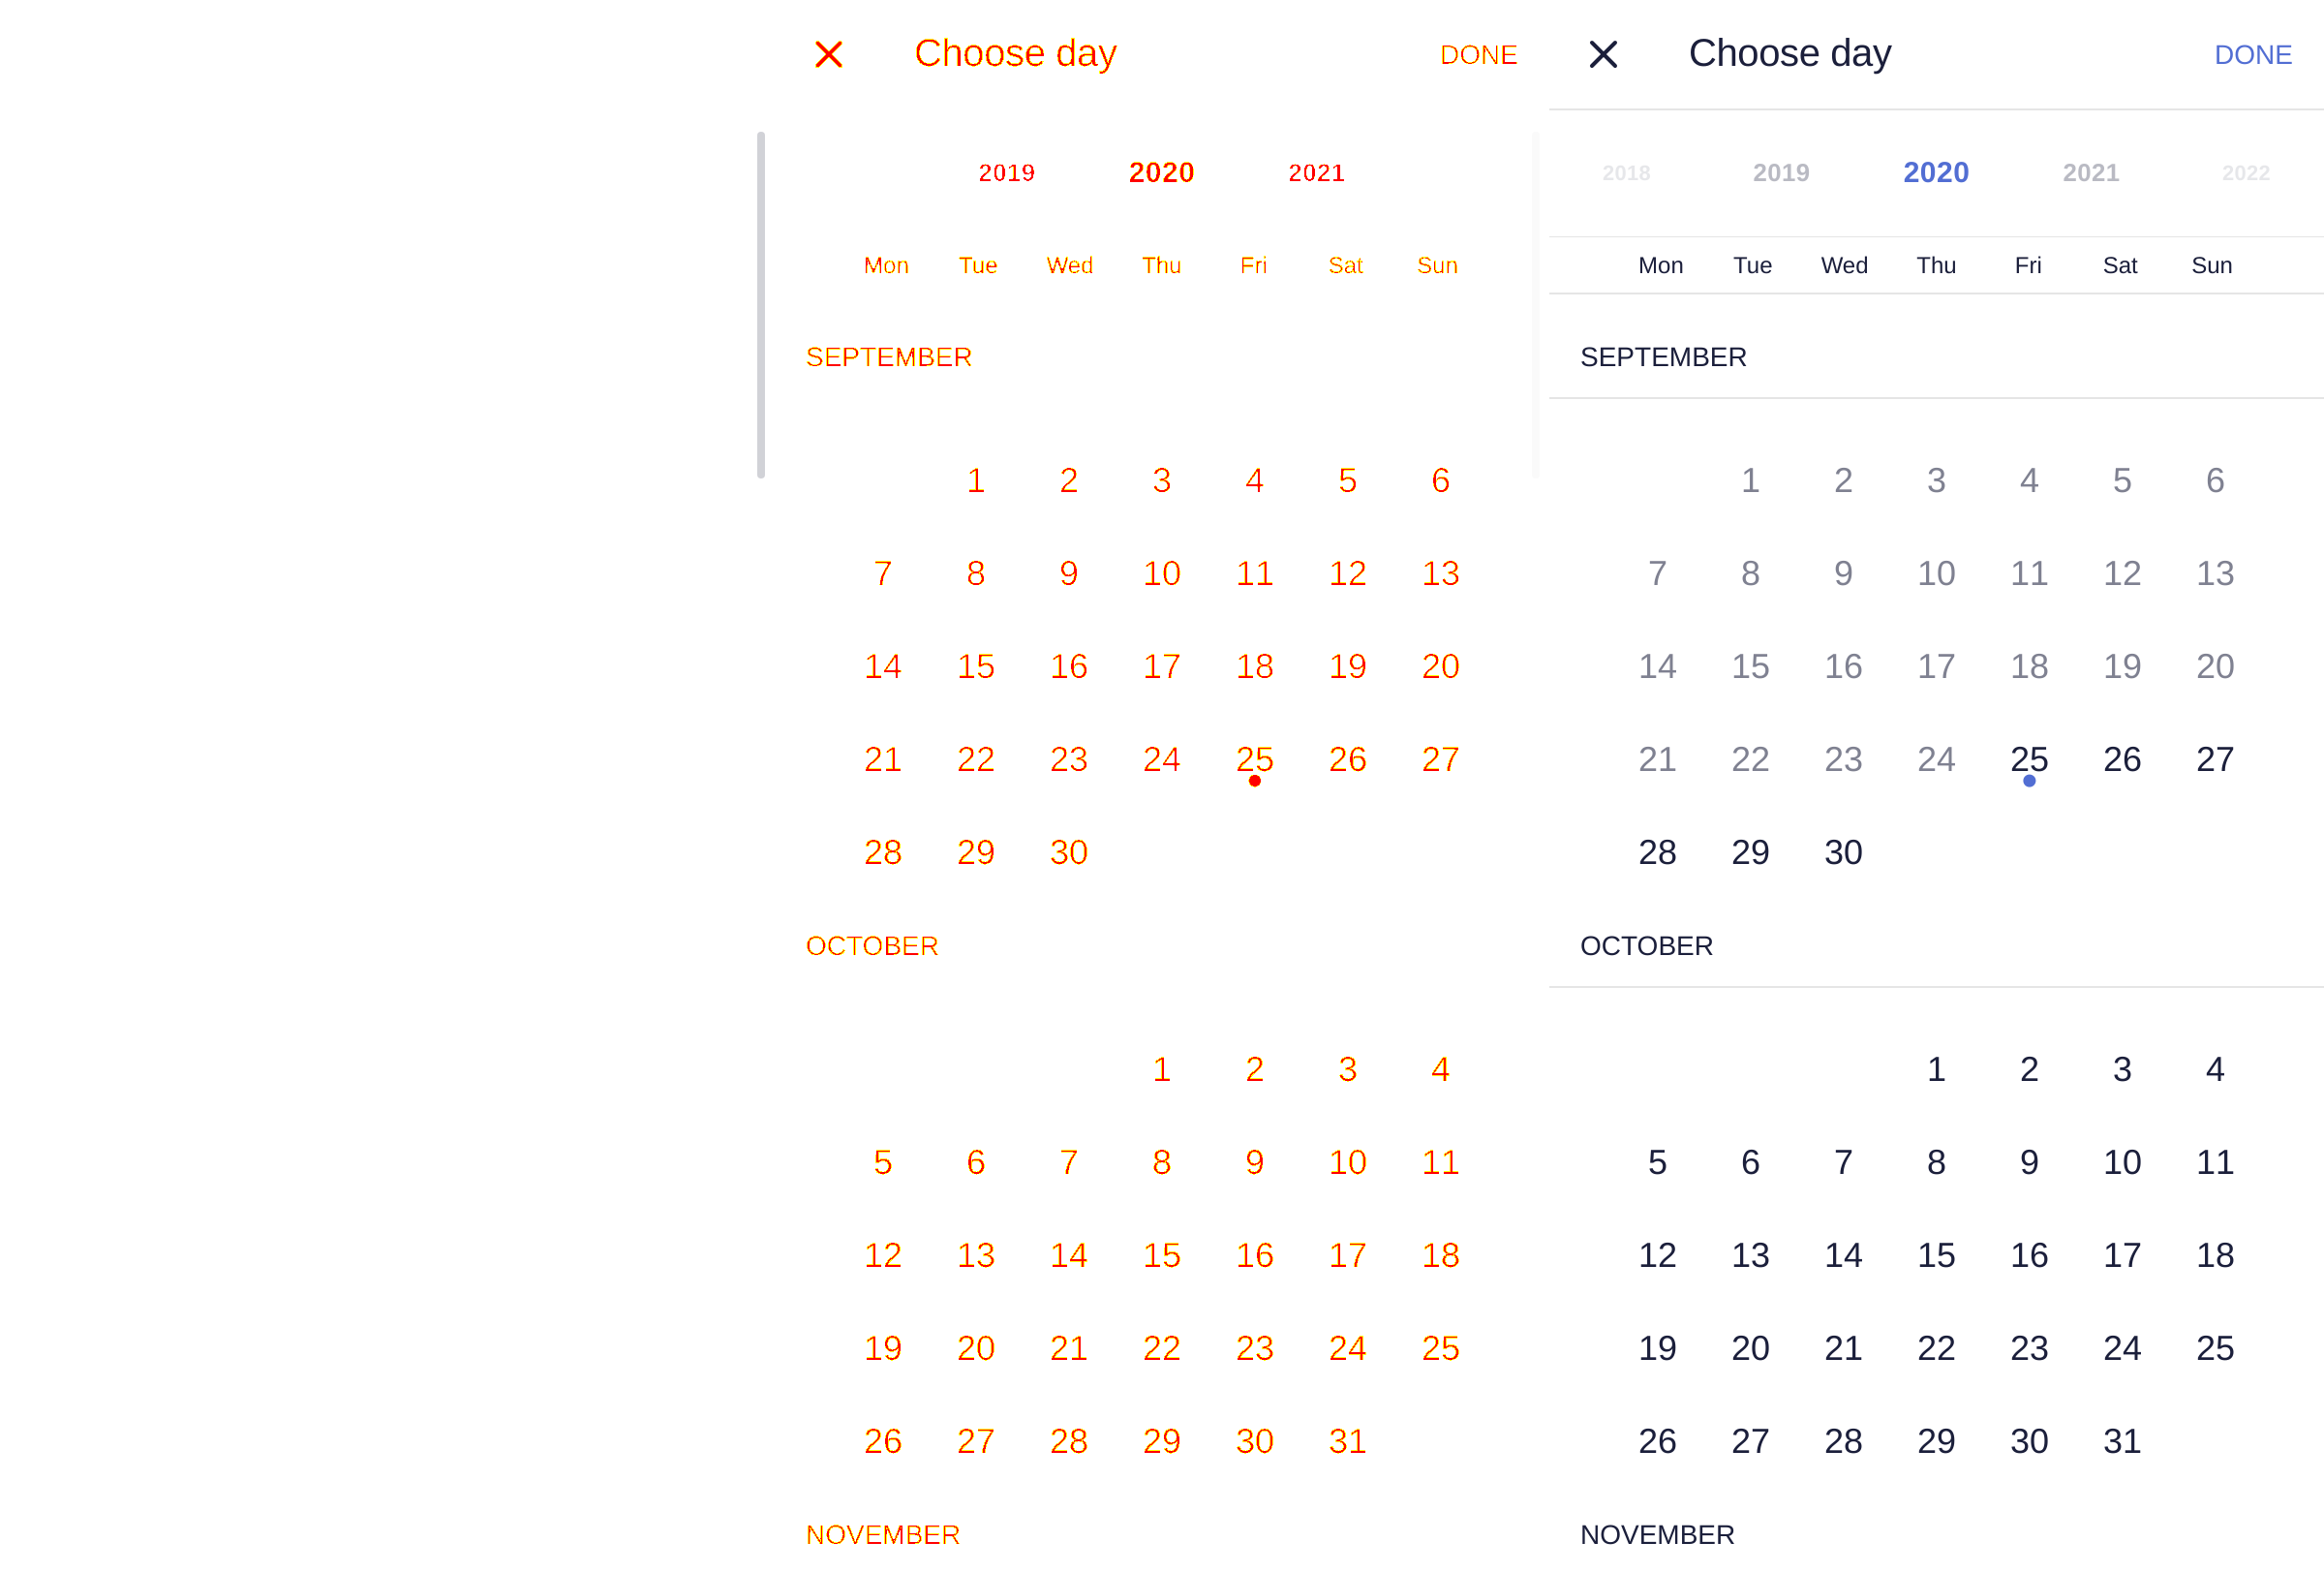 Choose day DONE
2019 2020 2021
Mon Tue Wed Thu Fri Sat Sun
SEPTEMBER
1 2 3 4 5 6
7 8 9 10 11 12 13
14 15 16 17 18 19 20
21 22 23 24 25 26 27
28 29 30
OCTOBER
1 2 3 4
5 6 7 8 9 10 11
12 13 14 15 16 17 18
19 20 21 22 23 24 25
26 27 28 29 30 31
NOVEMBER
Choose day DONE
2018 2019 2020 2021 2022
Mon Tue Wed Thu Fri Sat Sun
SEPTEMBER
1 2 3 4 5 6
7 8 9 10 11 12 13
14 15 16 17 18 19 20
21 22 23 24 25 26 27
28 29 30
OCTOBER
1 2 3 4
5 6 7 8 9 10 11
12 13 14 15 16 17 18
19 20 21 22 23 24 25
26 27 28 29 30 31
NOVEMBER